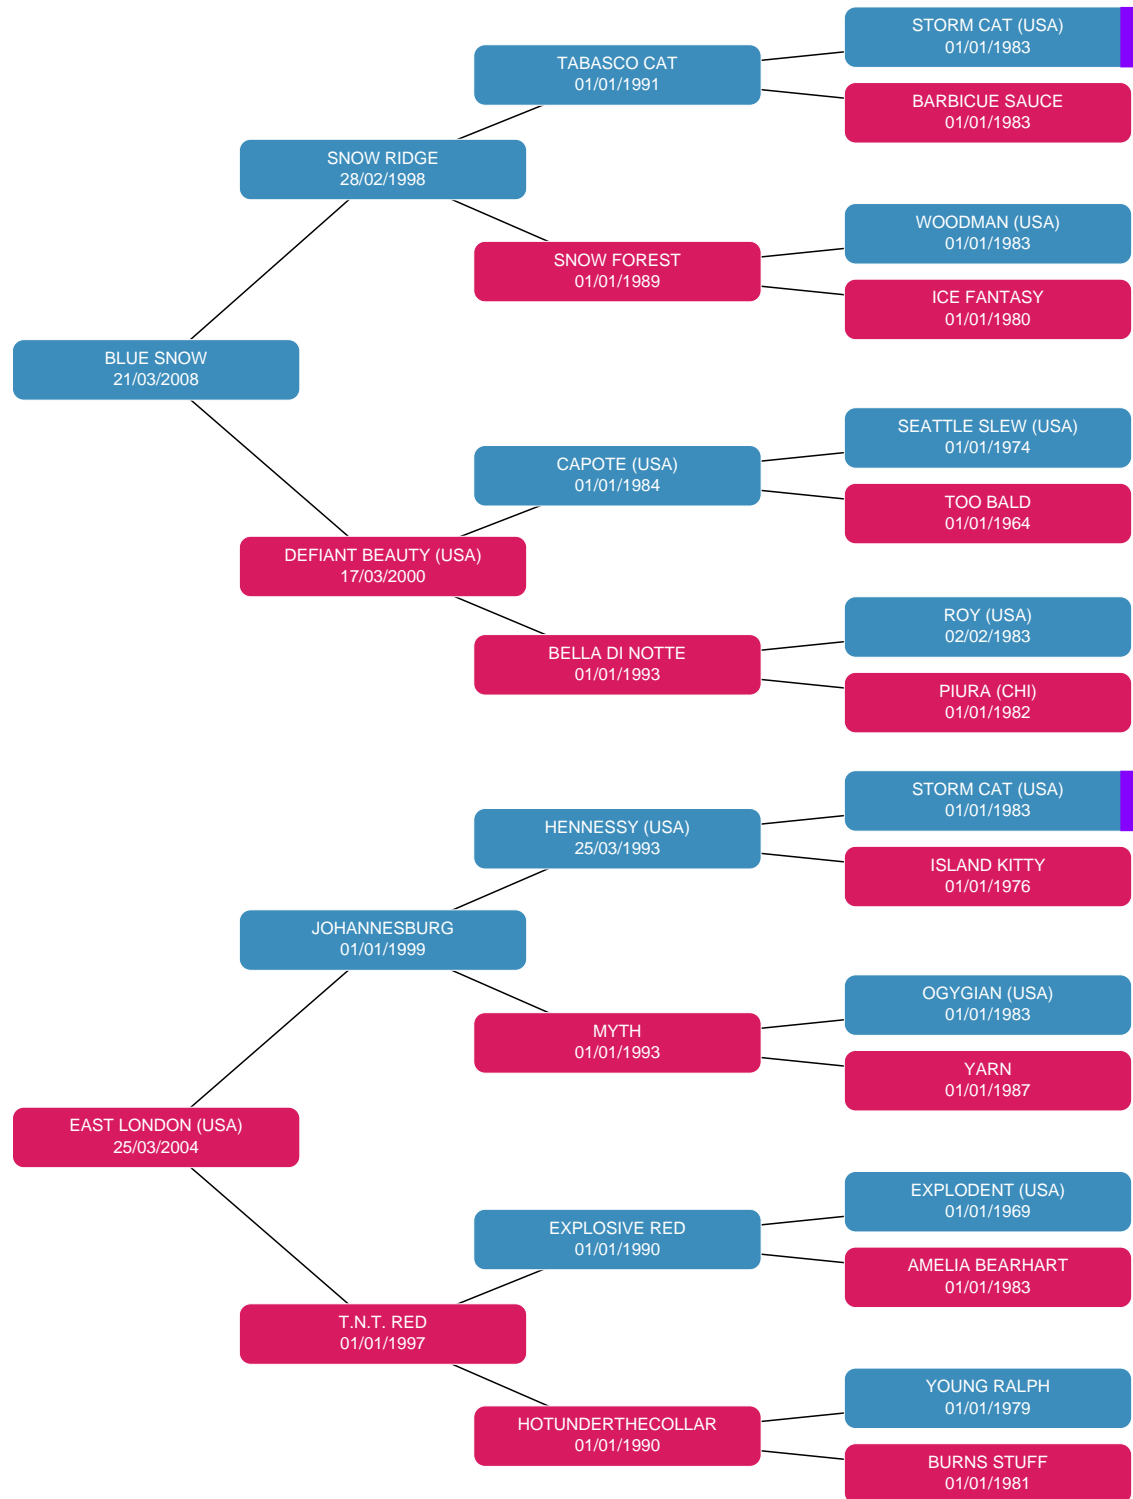 STORM CAT (USA)
01/01/1983
TABASCO CAT
01/01/1991
BARBICUE SAUCE
01/01/1983
SNOW RIDGE
28/02/1998
WOODMAN (USA)
01/01/1983
SNOW FOREST
01/01/1989
ICE FANTASY
01/01/1980
BLUE SNOW
21/03/2008
SEATTLE SLEW (USA)
01/01/1974
CAPOTE (USA)
01/01/1984
TOO BALD
01/01/1964
DEFIANT BEAUTY (USA)
17/03/2000
ROY (USA)
02/02/1983
BELLA DI NOTTE
01/01/1993
PIURA (CHI)
01/01/1982
STORM CAT (USA)
01/01/1983
HENNESSY (USA)
25/03/1993
ISLAND KITTY
01/01/1976
JOHANNESBURG
01/01/1999
OGYGIAN (USA)
01/01/1983
MYTH
01/01/1993
YARN
01/01/1987
EAST LONDON (USA)
25/03/2004
EXPLODENT (USA)
01/01/1969
EXPLOSIVE RED
01/01/1990
AMELIA BEARHART
01/01/1983
T.N.T. RED
01/01/1997
YOUNG RALPH
01/01/1979
HOTUNDERTHECOLLAR
01/01/1990
BURNS STUFF
01/01/1981